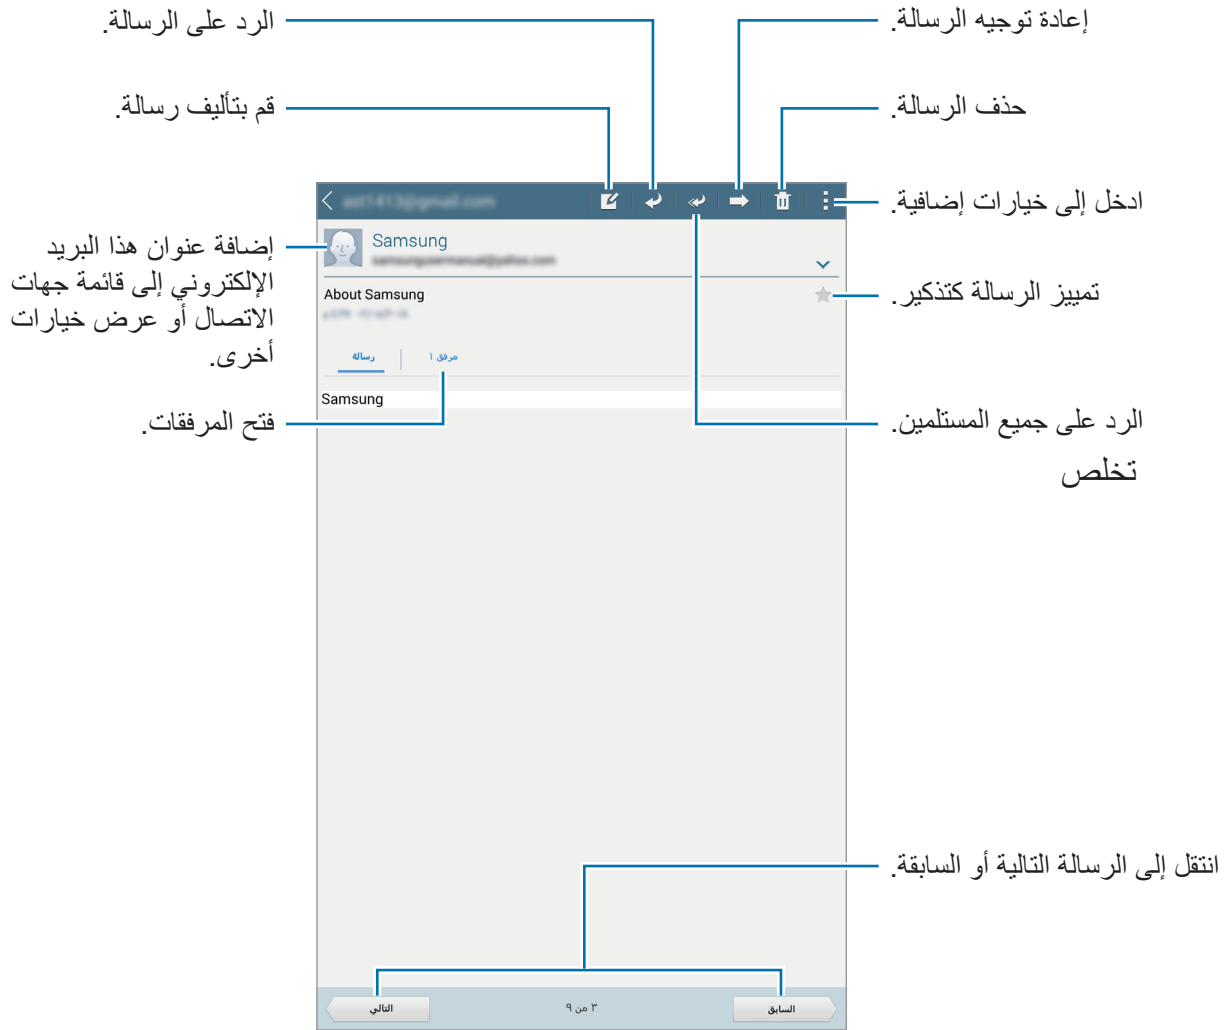 الرد على الرسالة.
إعادة توجيه الرسالة.
قم بتأليف رسالة.
حذف الرسالة.
ادخل إلى خيارات إضافية.
Samsung
إضافة عنوان هذا البريد
الإلكتروني إلى قائمة جهات
الاتصال أو عرض خيارات
أخرى.
About Samsung
تمييز الرسالة كتذكير.
رسالة
مرفق ١
Samsung
فتح المرفقات.
الرد على جميع المستلمين.
تخلص
انتقل إلى الرسالة التالية أو السابقة.
التالي
٣ من ٩
السابق